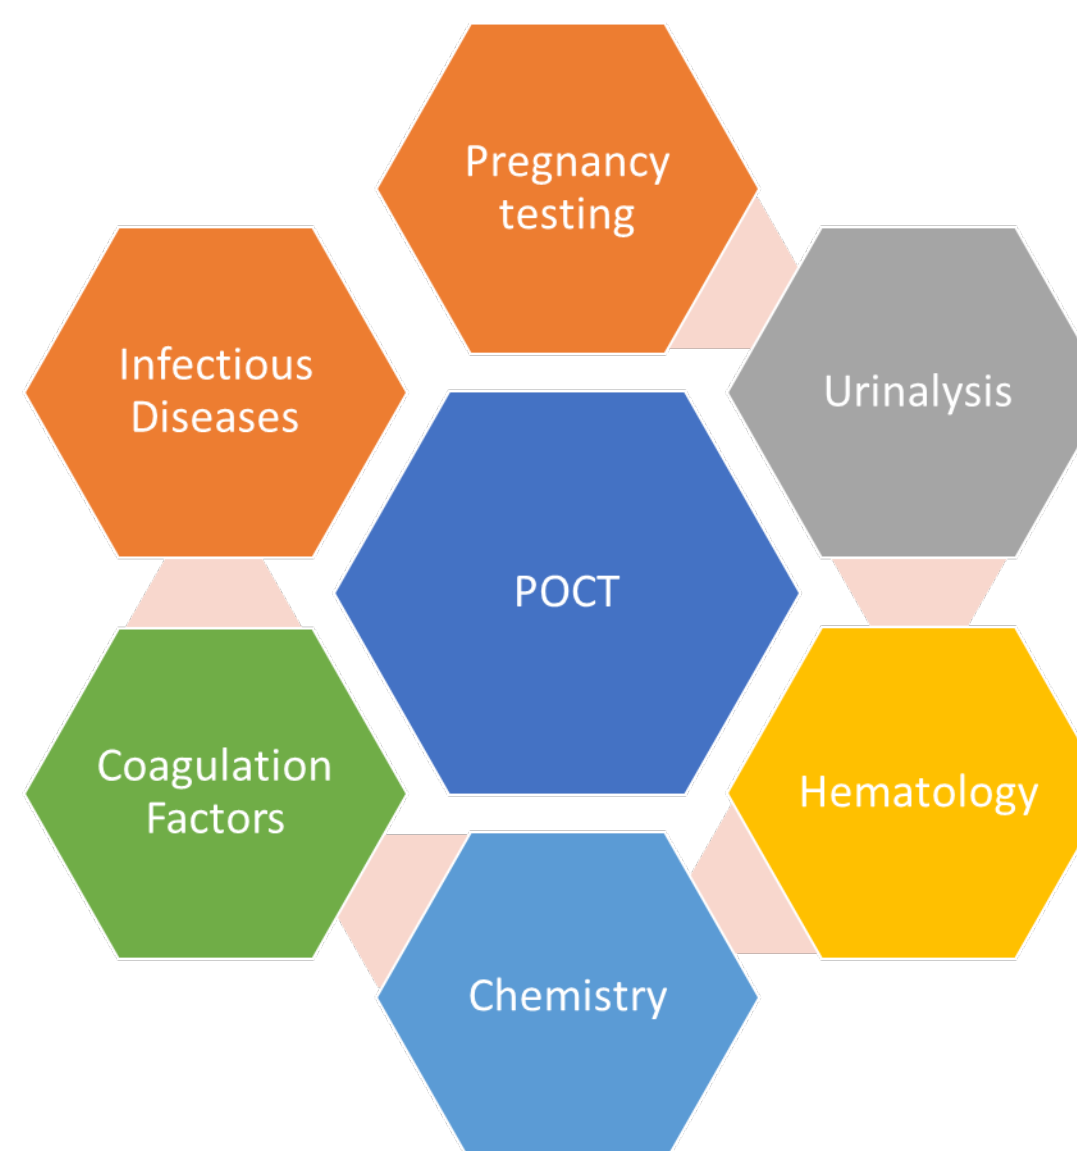 Pregnancy
testing
Infectious
Diseases
Urinalysis
POCT
Coagulation
Factors
Hematology
Chemistry